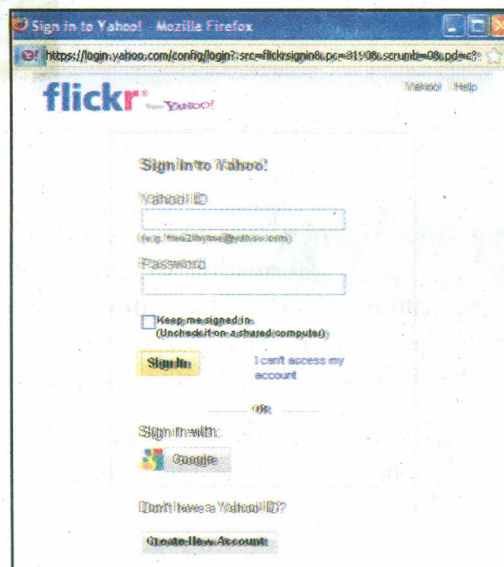 Sign in to Yahoo! - Mozilla Firefox
https://login.yahoo.com/config/login?.src=flickrsignin&.pc=8190&.scrumb=0&.pd=c?
Yahoo! Help
flickr from YAHOO!
Sign in to Yahoo!
Yahoo! ID
(e.g. free2rhyme@yahoo.com)
Password
Keep me signed in
(Uncheck if on a shared computer)
Sign In
I can't access my
account
OR
Sign in with:
Google
Don't have a Yahoo! ID?
Create New Account